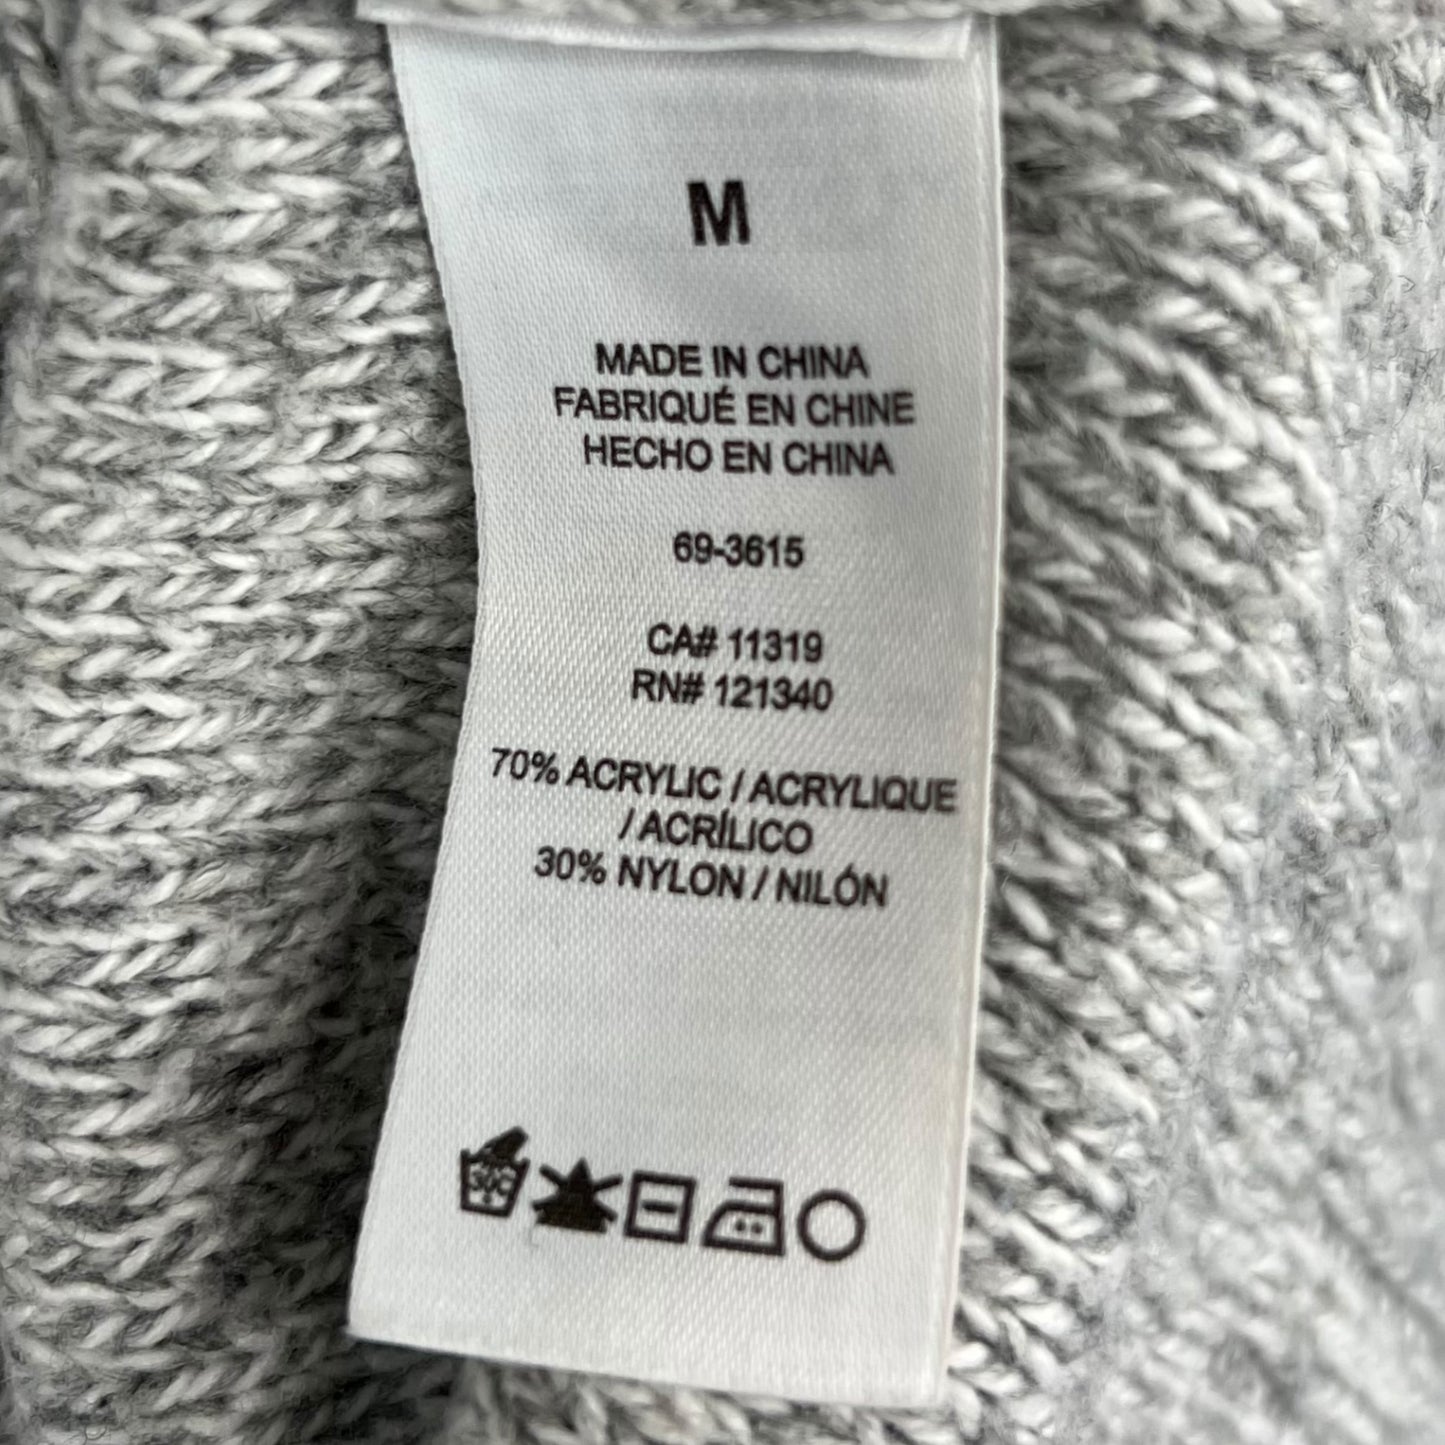 M
MADE IN CHINA
FABRIQUÉ EN CHINE
HECHO EN CHINA
69-3615
CA# 11319
RN# 121340
70% ACRYLIC / ACRYLIQUE
/ ACRÍLICO
30% NYLON / NILÓN
30C